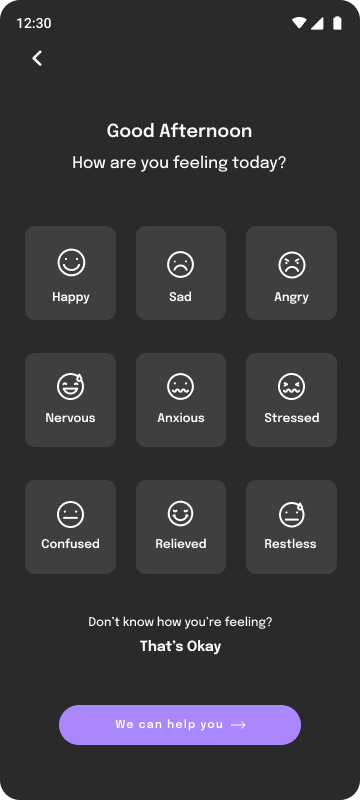 12:30
Good Afternoon
How are you feeling today?
Happy
Sad
Angry
Nervous
Anxious
Stressed
Confused
Relieved
Restless
Don't know how you're feeling?
That's Okay
We can help you